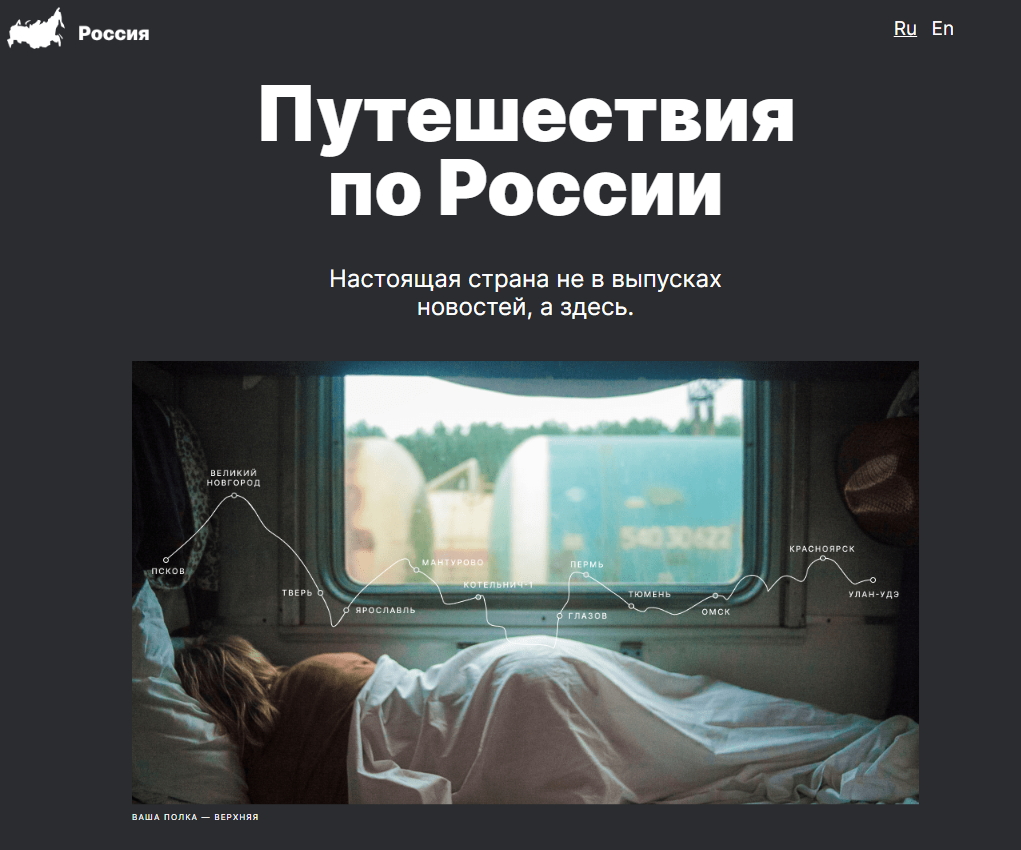 Россия
Ru En
Путешествия
по России
Настоящая страна не в выпусках
новостей, а здесь.
ВЕЛИКИЙ
НОВГОРОД
ПСКОВ
ТВЕРЬ
ЯРОСЛАВЛЬ
МАНТУРОВО
КОТЕЛЬНИЧ-1
ПЕРМЬ
ГЛАЗОВ
ТЮМЕНЬ
ОМСК
КРАСНОЯРСК
УЛАН-УДЭ
54030622
ВАША ПОЛКА — ВЕРХНЯЯ